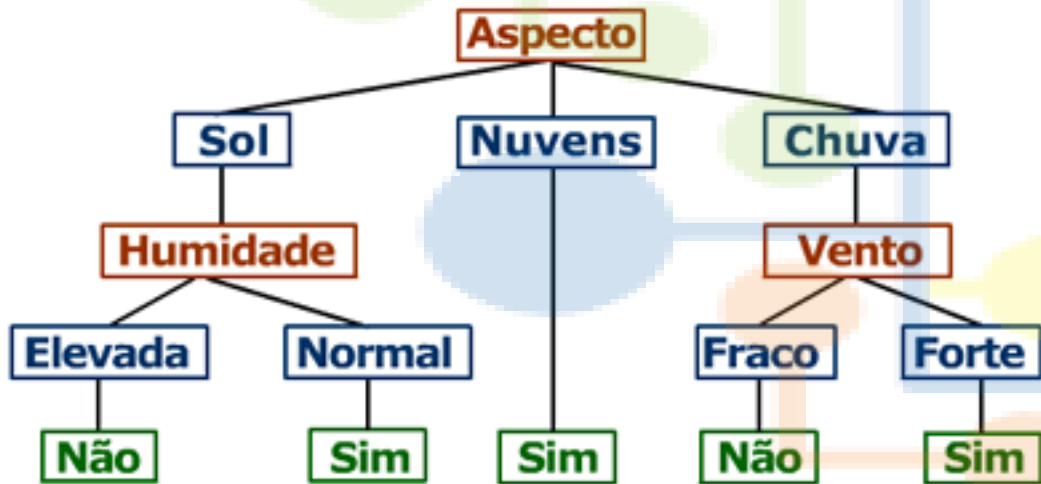 Aspecto
Sol Nuvens Chuva
Humidade Vento
Elevada Normal Fraco Forte
Não Sim Sim Não Sim